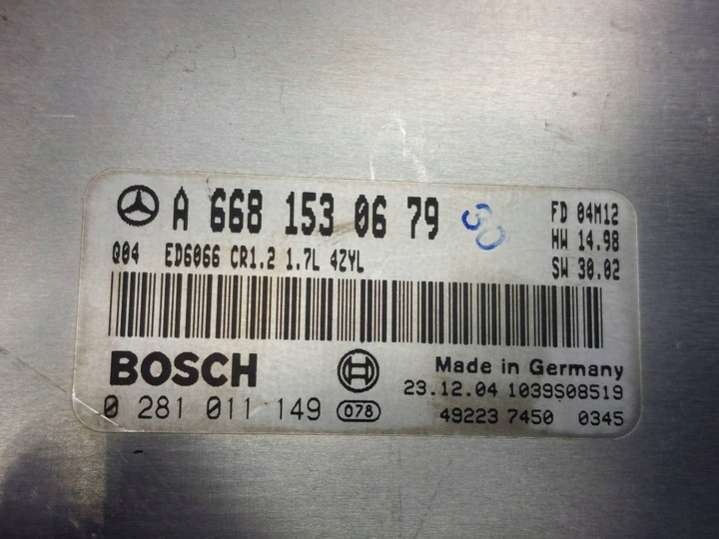 A 668 153 06 79 FD 04M12
HW 14.98
Q04 ED6066 CR1.2 1.7L 4ZYL SW 30.02
BOSCH Made in Germany
23.12.04 1039S08519
0 281 011 149 078 49223 7450 0345